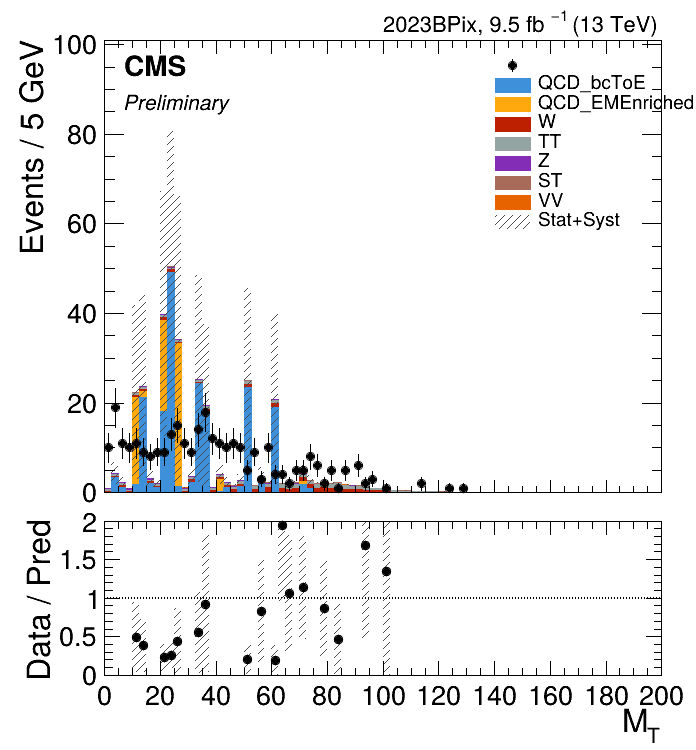 2023BPix, 9.5 fb⁻¹ (13 TeV)
CMS
Preliminary
QCD_bcToE
QCD_EMEnriched
W
TT
Z
ST
VV
Stat+Syst
Events / 5 GeV
100
80
60
40
20
0
Data / Pred
2
1.5
1
0.5
0
0 20 40 60 80 100 120 140 160 180 200
M_T